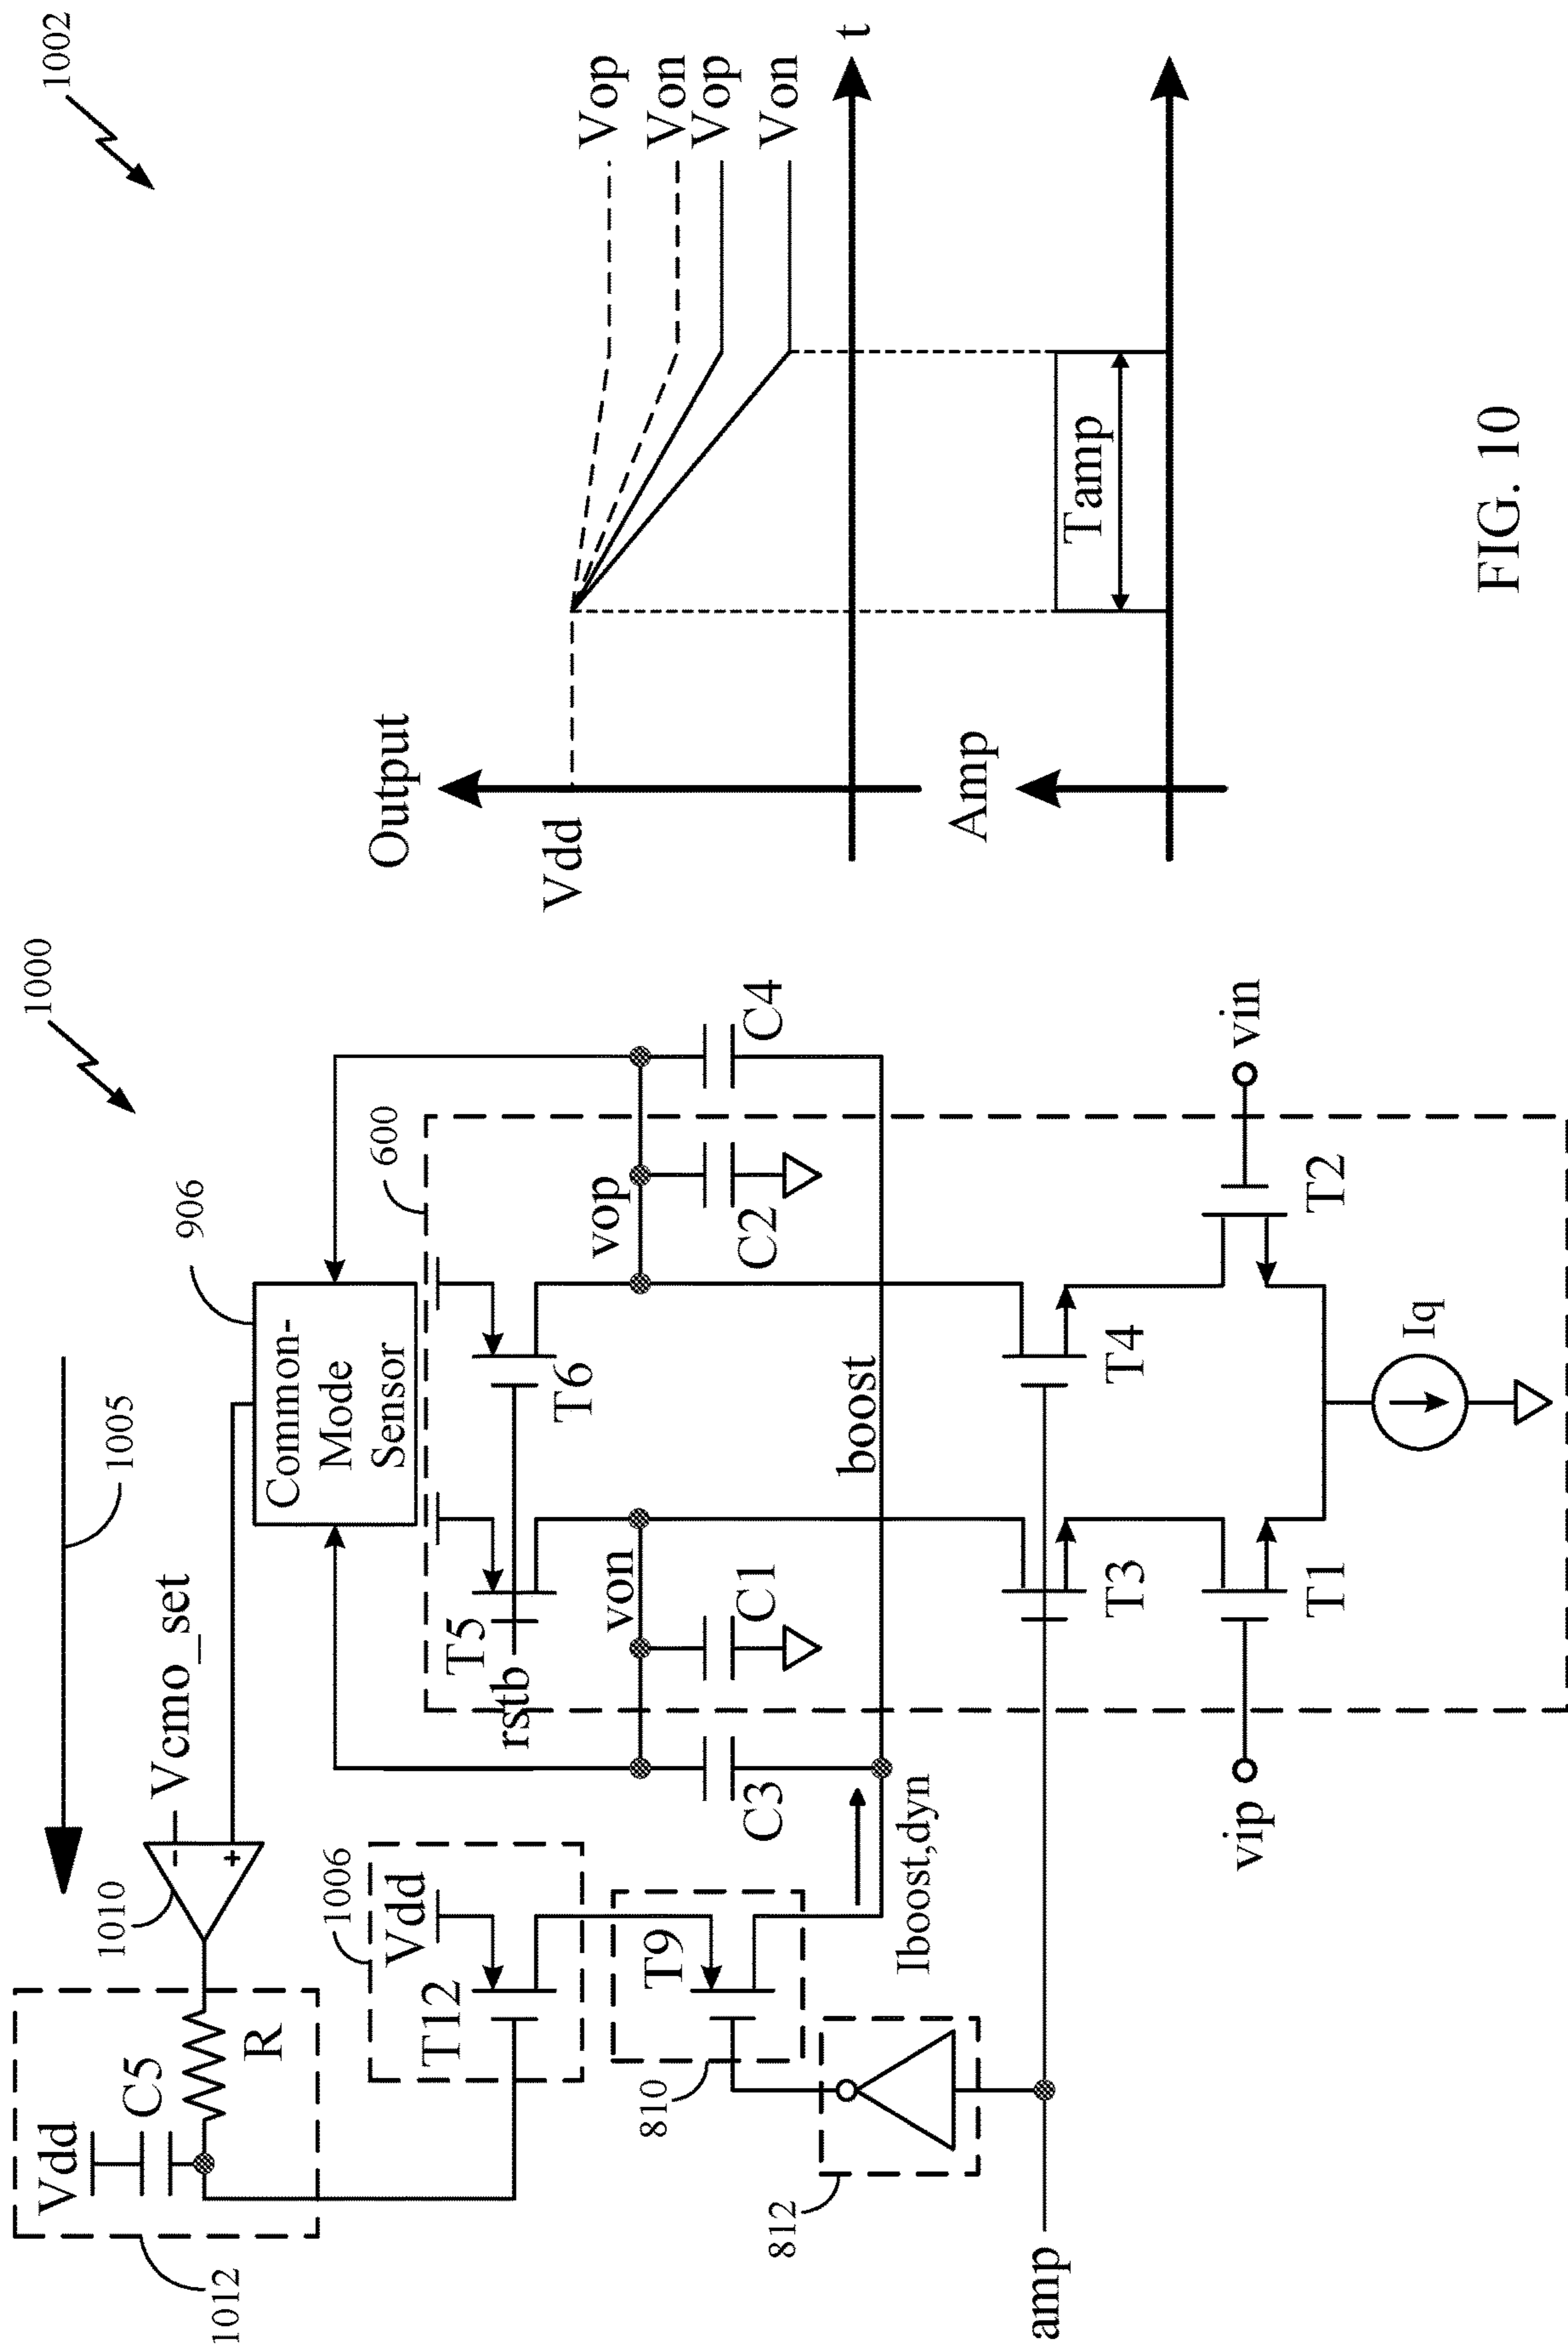 1000
1002
1005
906
Vcmo_set
1010
Vdd
C5
R
1012
-
+
Common-
Mode
Sensor
600
1006
Vdd
T12
T5
T6
rstb
von
vop
C3
C1
C2
C4
810
T9
Iboost,dyn
boost
812
amp
T3
T4
vip
T1
T2
vin
Iq
Output
Vdd
Vop
Von
Vop
Von
t
Amp
Tamp
FIG. 10